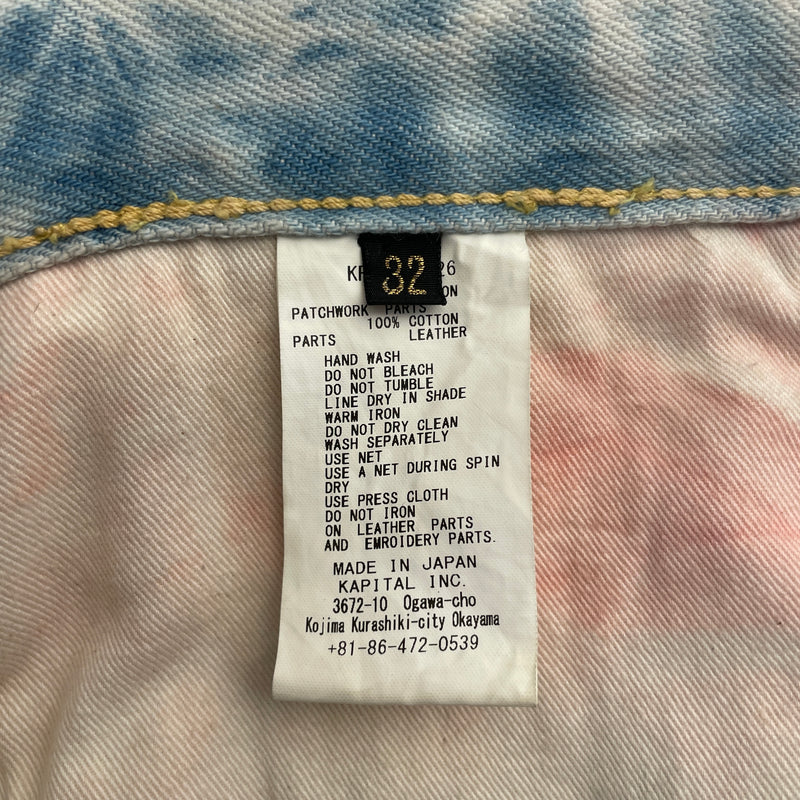 32
26
PATCHWORK PARTS
100% COTTON
PARTS LEATHER
HAND WASH
DO NOT BLEACH
DO NOT TUMBLE
LINE DRY IN SHADE
WARM IRON
DO NOT DRY CLEAN
WASH SEPARATELY
USE NET
USE A NET DURING SPIN
DRY
USE PRESS CLOTH
DO NOT IRON
ON LEATHER PARTS
AND EMROIDERY PARTS.
MADE IN JAPAN
KAPITAL INC.
3672-10 Ogawa-cho
Kojima Kurashiki-city Okayama
+81-86-472-0539